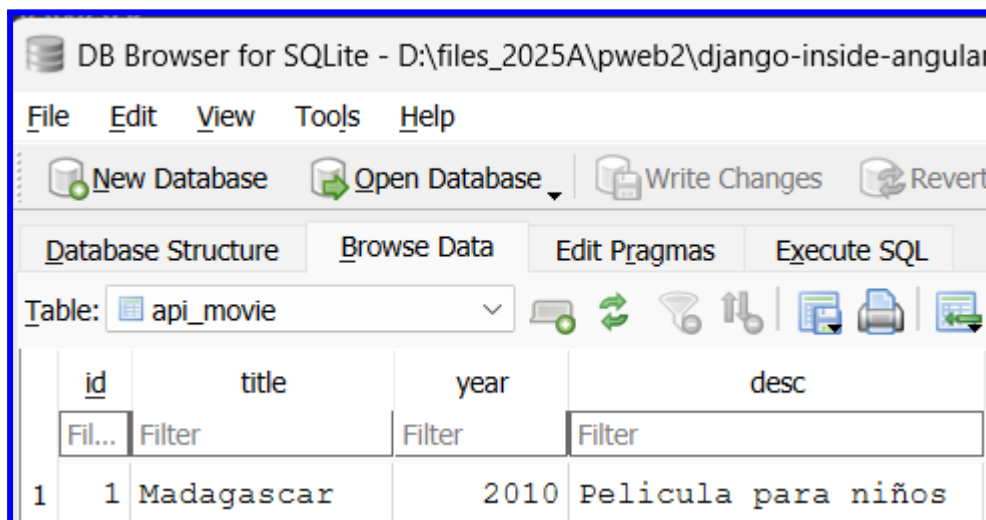 DB Browser for SQLite - D:\files_2025A\pweb2\django-inside-angular
File Edit View Tools Help
New Database Open Database Write Changes Revert
Database Structure Browse Data Edit Pragmas Execute SQL
Table: api_movie
id title year desc
Fil... Filter Filter Filter
1 1 Madagascar 2010 Pelicula para niños